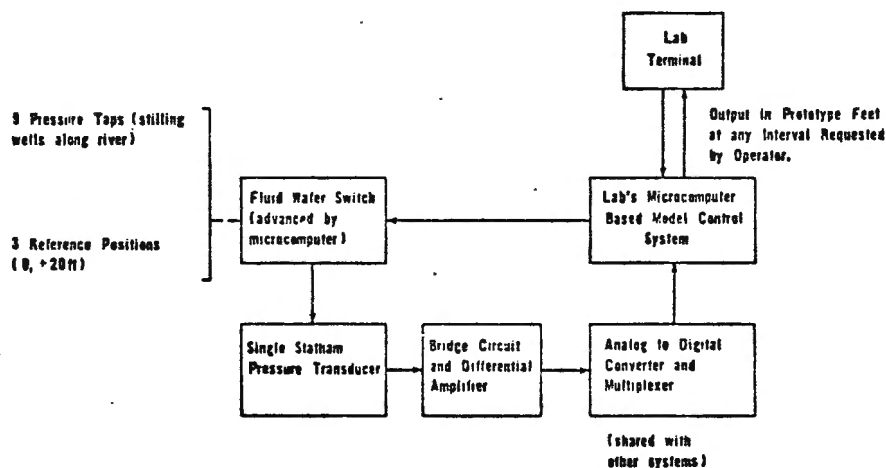 Lab
Terminal
9 Pressure Taps (stilling
wells along river)
Output in Prototype Feet
at any Interval Requested
by Operator.
Fluid Wafer Switch
(advanced by
microcomputer)
Lab's Microcomputer
Based Model Control
System
3 Reference Positions
(0, +20ft)
Single Statham
Pressure Transducer
Bridge Circuit
and Differential
Amplifier
Analog to Digital
Converter and
Multiplexer
(shared with
other systems)